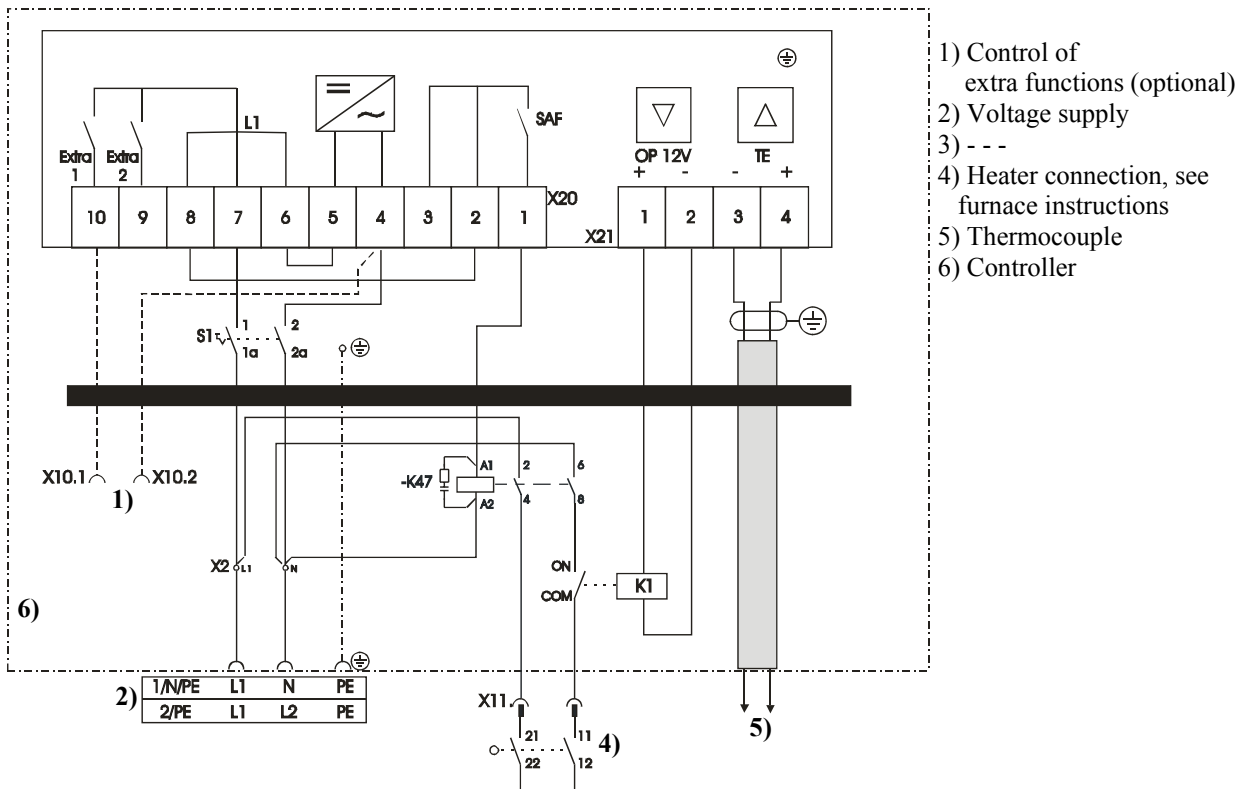 1) Control of
extra functions (optional)
2) Voltage supply
3) - - -
4) Heater connection, see
furnace instructions
5) Thermocouple
6) Controller
L1
SAF
Extra 1
Extra 2
OP 12V
TE
+ - - +
X20
10 9 8 7 6 5 4 3 2 1
X21
1 2 3 4
S1
1 2
1a 2a
X10.1
X10.2
1)
-K47
A1 2 6
A2 4 8
X2
L1
N
ON
COM
K1
6)
2)
1/N/PE L1 N PE
2/PE L1 L2 PE
X11.
21 11
22 12
4)
5)